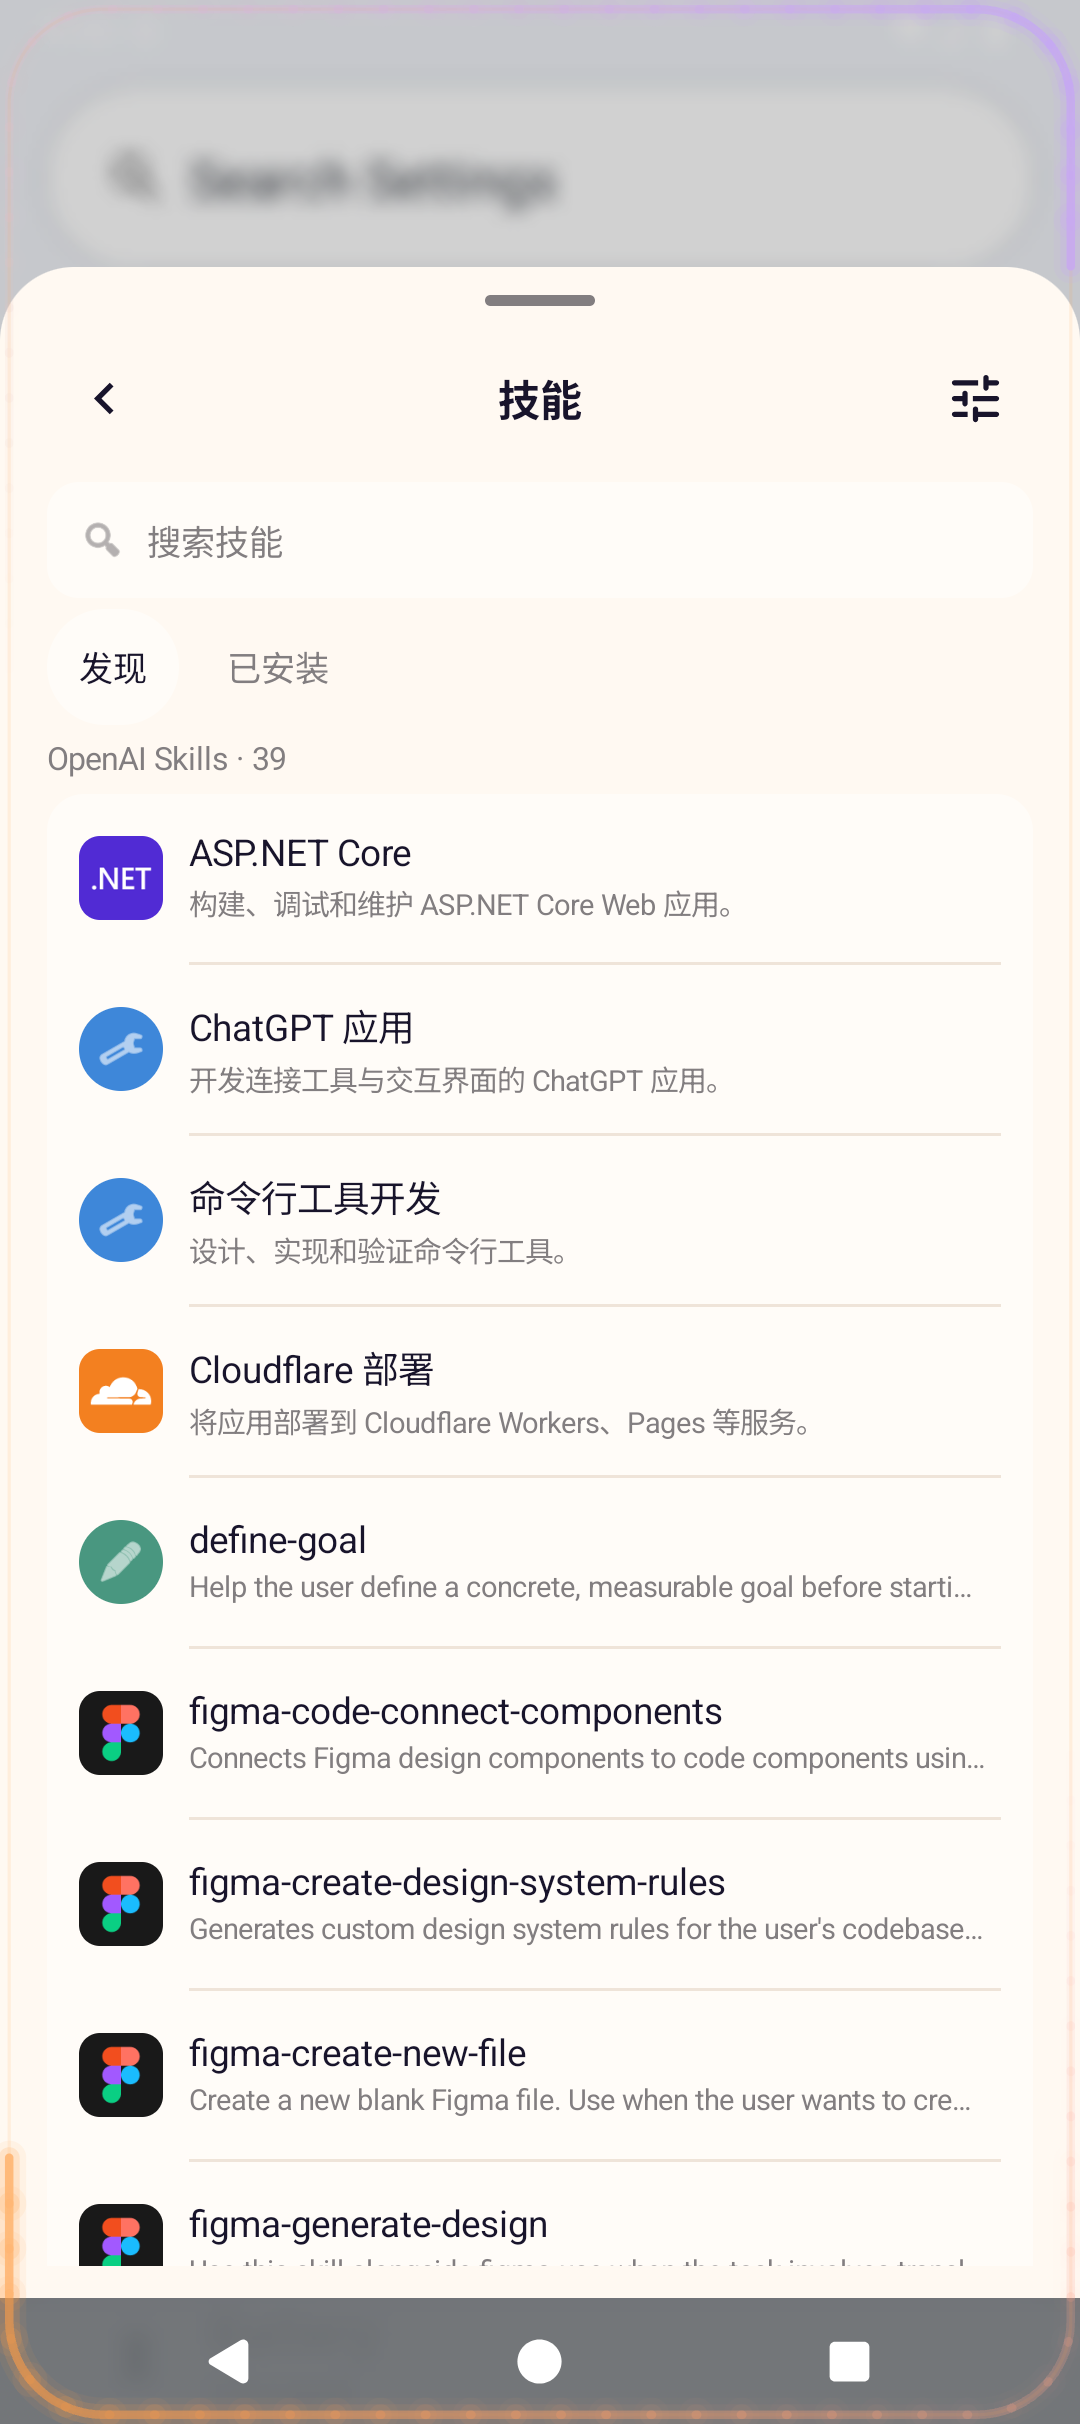 Search Settings
技能
搜索技能
发现
已安装
OpenAI Skills · 39
.NET
ASP.NET Core
构建、调试和维护 ASP.NET Core Web 应用。
ChatGPT 应用
开发连接工具与交互界面的 ChatGPT 应用。
命令行工具开发
设计、实现和验证命令行工具。
Cloudflare 部署
将应用部署到 Cloudflare Workers、Pages 等服务。
define-goal
Help the user define a concrete, measurable goal before starti...
figma-code-connect-components
Connects Figma design components to code components usin...
figma-create-design-system-rules
Generates custom design system rules for the user's codebase...
figma-create-new-file
Create a new blank Figma file. Use when the user wants to cre...
figma-generate-design